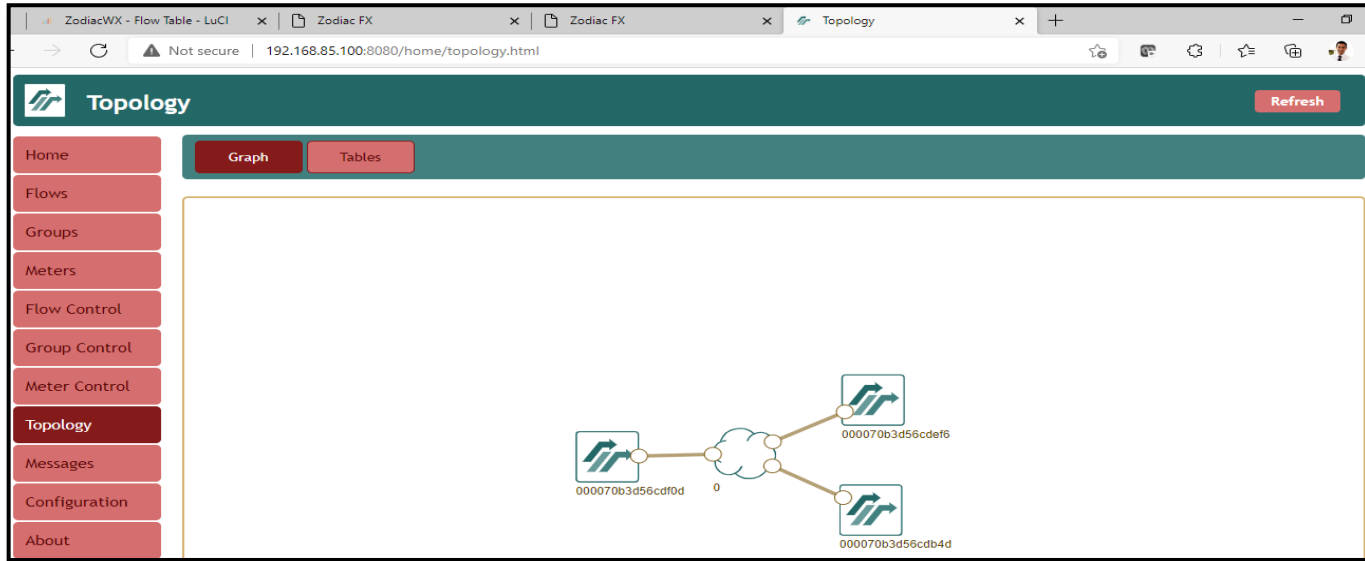 ZodiacWX - Flow Table - LuCI
Zodiac FX
Zodiac FX
Topology
Not secure | 192.168.85.100:8080/home/topology.html
Topology
Refresh
Home
Graph
Tables
Flows
Groups
Meters
Flow Control
Group Control
Meter Control
Topology
Messages
Configuration
About
000070b3d56cdef6
000070b3d56cdf0d
0
000070b3d56cdb4d